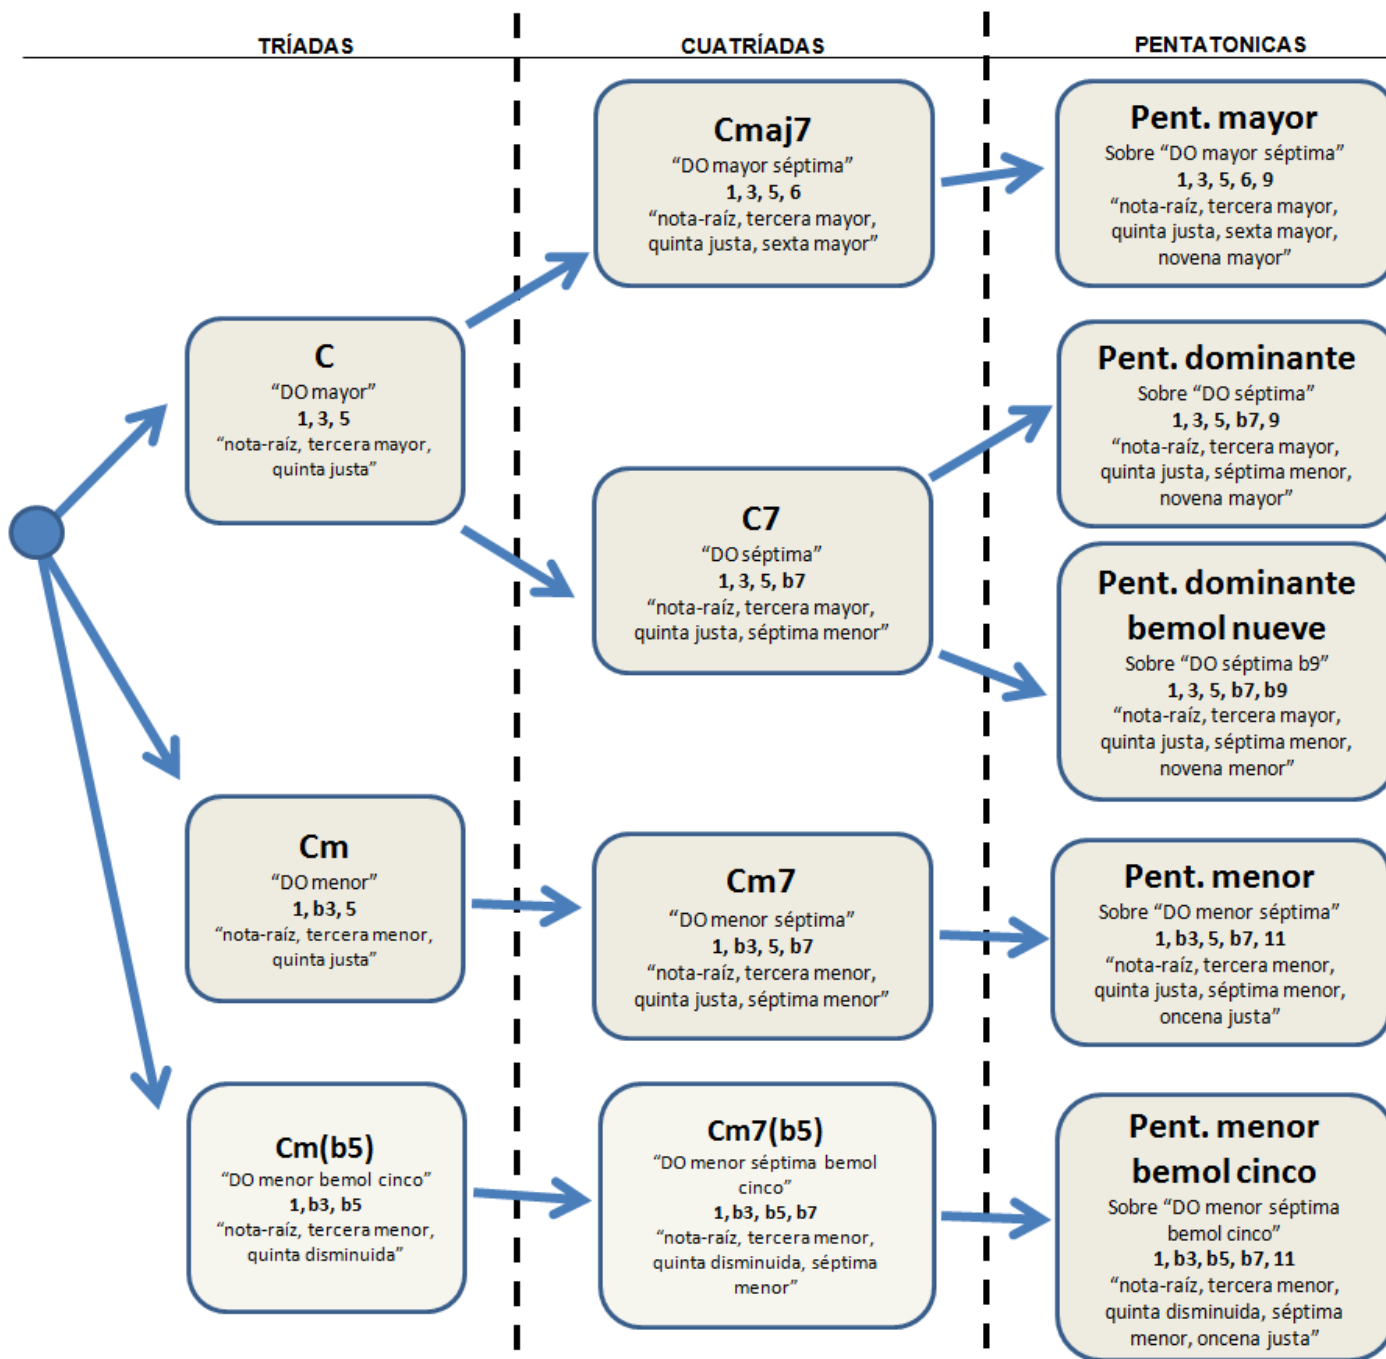 TRÍADAS
CUATRÍADAS
PENTATONICAS
C
“DO mayor”
1, 3, 5
“nota-raíz, tercera mayor,
quinta justa”
Cm
“DO menor”
1, b3, 5
“nota-raíz, tercera menor,
quinta justa”
Cm(b5)
“DO menor bemol cinco”
1, b3, b5
“nota-raíz, tercera menor,
quinta disminuida”
Cmaj7
“DO mayor séptima”
1, 3, 5, 6
“nota-raíz, tercera mayor,
quinta justa, sexta mayor”
C7
“DO séptima”
1, 3, 5, b7
“nota-raíz, tercera mayor,
quinta justa, séptima menor”
Cm7
“DO menor séptima”
1, b3, 5, b7
“nota-raíz, tercera menor,
quinta justa, séptima menor”
Cm7(b5)
“DO menor séptima bemol
cinco”
1, b3, b5, b7
“nota-raíz, tercera menor,
quinta disminuida, séptima
menor”
Pent. mayor
Sobre “DO mayor séptima”
1, 3, 5, 6, 9
“nota-raíz, tercera mayor,
quinta justa, sexta mayor,
novena mayor”
Pent. dominante
Sobre “DO séptima”
1, 3, 5, b7, 9
“nota-raíz, tercera mayor,
quinta justa, séptima menor,
novena mayor”
Pent. dominante
bemol nueve
Sobre “DO séptima b9”
1, 3, 5, b7, b9
“nota-raíz, tercera mayor,
quinta justa, séptima menor,
novena menor”
Pent. menor
Sobre “DO menor séptima”
1, b3, 5, b7, 11
“nota-raíz, tercera menor,
quinta justa, séptima menor,
oncena justa”
Pent. menor
bemol cinco
Sobre “DO menor séptima
bemol cinco”
1, b3, b5, b7, 11
“nota-raíz, tercera menor,
quinta disminuida, séptima
menor, oncena justa”